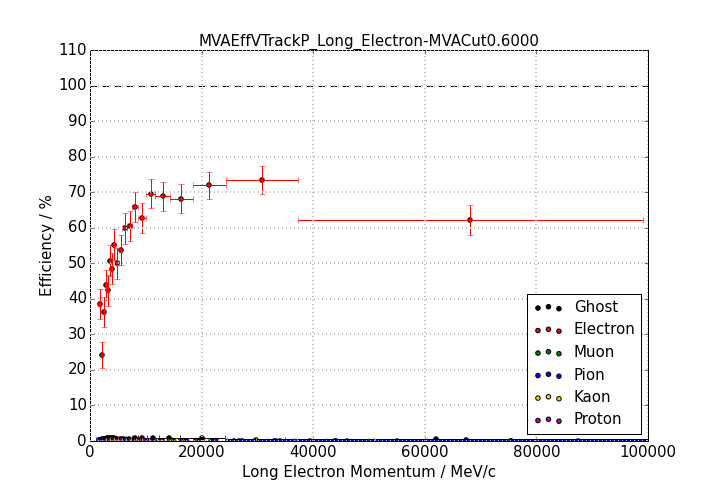 MVAEffVTrackP_Long_Electron-MVACut0.6000
110
100
90
80
70
60
50
40
30
20
10
0
Efficiency / %
Ghost
Electron
Muon
Pion
Kaon
Proton
0 20000 40000 60000 80000 100000
Long Electron Momentum / MeV/c